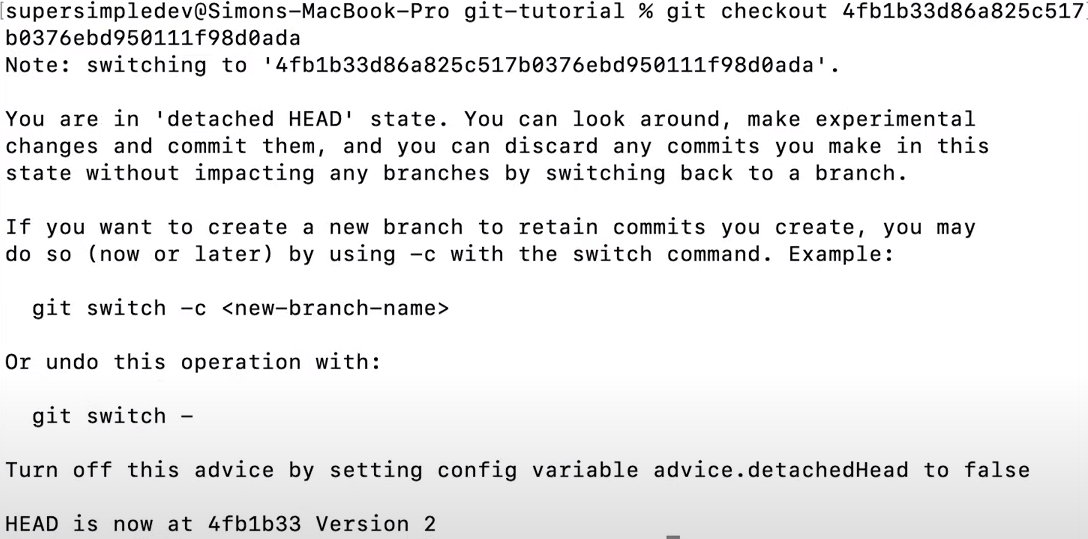 [supersimpledev@Simons-MacBook-Pro git-tutorial % git checkout 4fb1b33d86a825c517
b0376ebd950111f98d0ada
Note: switching to '4fb1b33d86a825c517b0376ebd950111f98d0ada'.
You are in 'detached HEAD' state. You can look around, make experimental
changes and commit them, and you can discard any commits you make in this
state without impacting any branches by switching back to a branch.
If you want to create a new branch to retain commits you create, you may
do so (now or later) by using -c with the switch command. Example:
git switch -c <new-branch-name>
Or undo this operation with:
git switch -
Turn off this advice by setting config variable advice.detachedHead to false
HEAD is now at 4fb1b33 Version 2